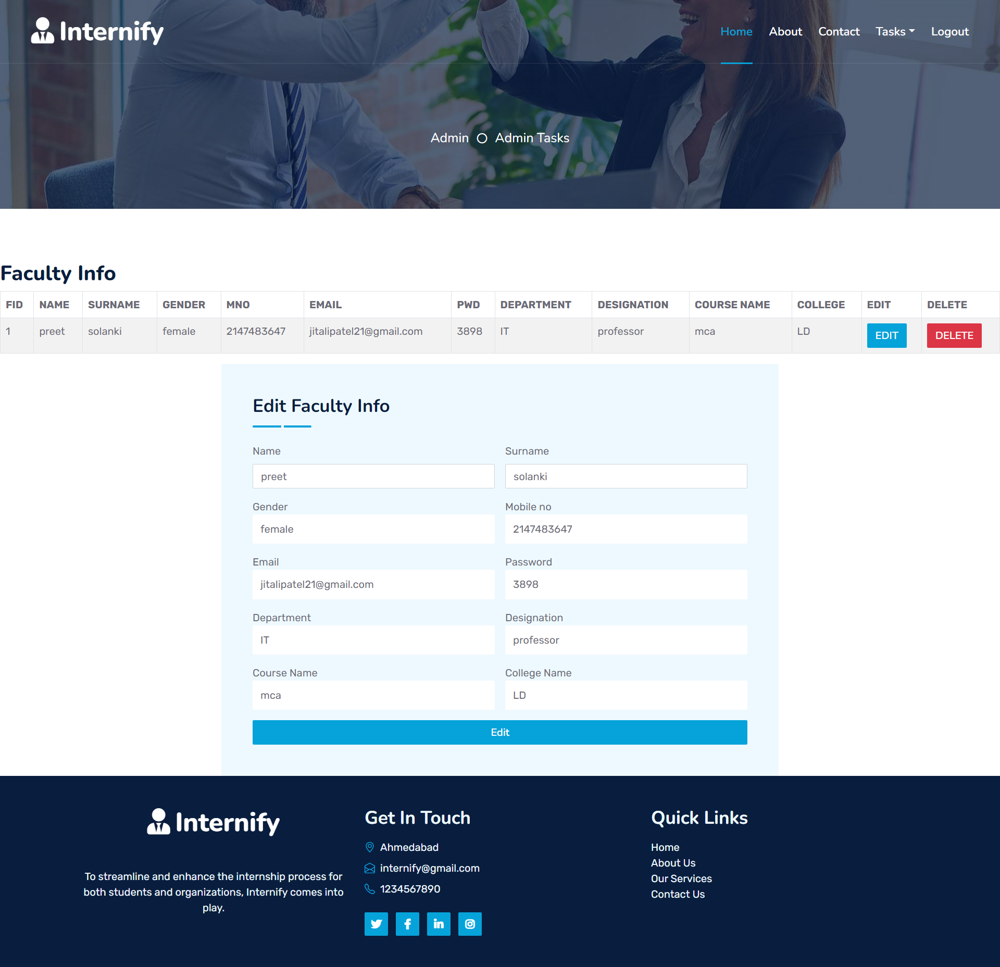 Internify
Home About Contact Tasks Logout
Admin Admin Tasks
Faculty Info
FID NAME SURNAME GENDER MNO EMAIL PWD DEPARTMENT DESIGNATION COURSE NAME COLLEGE EDIT DELETE
1 preet solanki female 2147483647 jitalipatel21@gmail.com 3898 IT professor mca LD EDIT DELETE
Edit Faculty Info
Name Surname
preet solanki
Gender Mobile no
female 2147483647
Email Password
jitalipatel21@gmail.com 3898
Department Designation
IT professor
Course Name College Name
mca LD
Edit
Internify
To streamline and enhance the internship process for
both students and organizations, Internify comes into
play.
Get In Touch
Ahmedabad
internify@gmail.com
1234567890
Quick Links
Home
About Us
Our Services
Contact Us